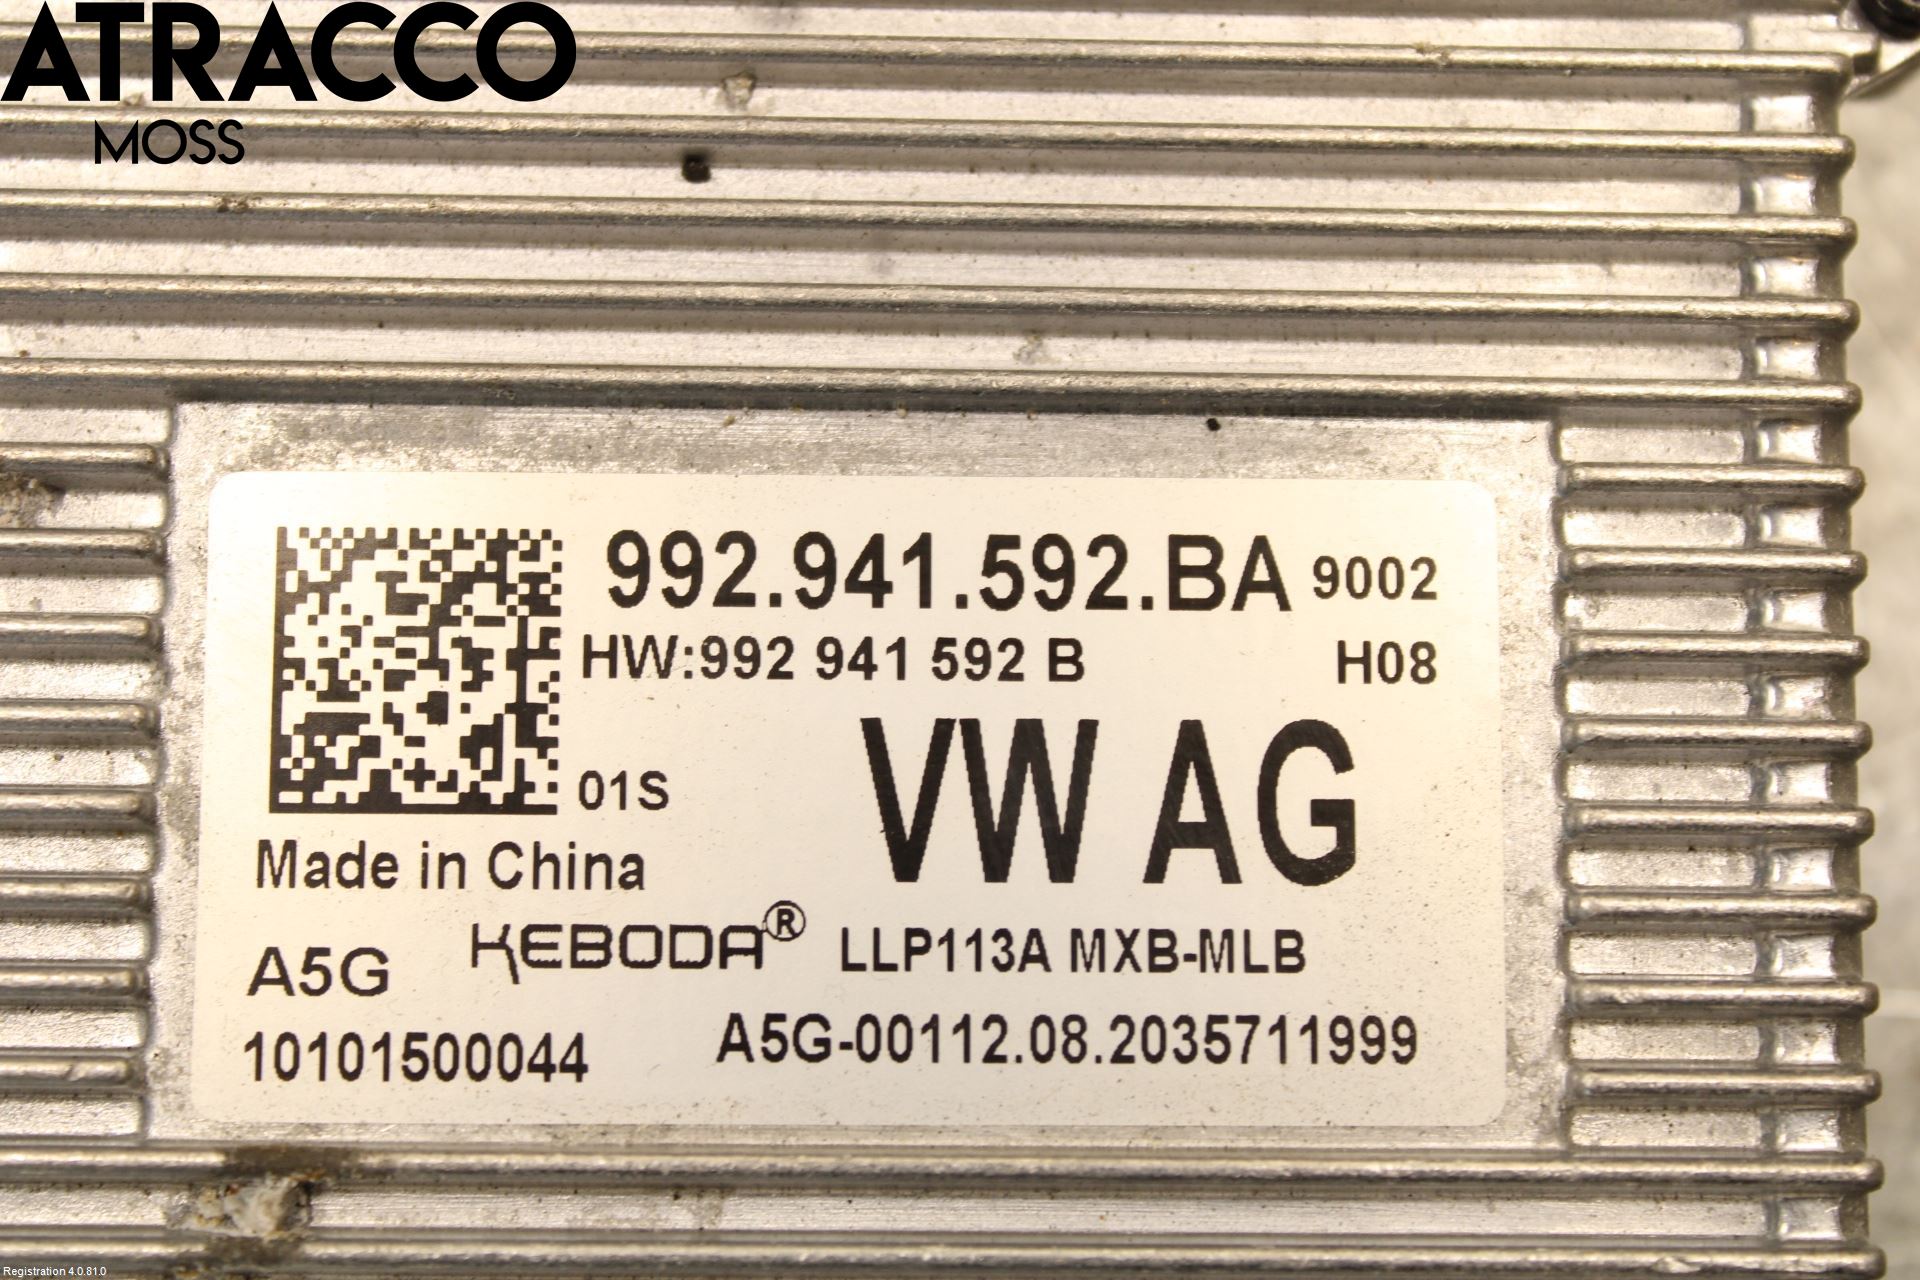 ATRACCO
MOSS
992.941.592.BA 9002
HW:992 941 592 B H08
VW AG
01S
Made in China
KEBODA® LLP113A MXB-MLB
A5G
10101500044 A5G-00112.08.2035711999
Registration 4.0.81.0